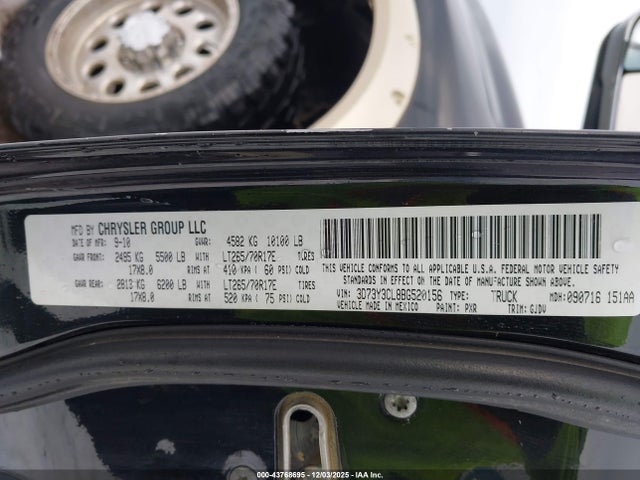 MFD BY CHRYSLER GROUP LLC
DATE OF MFR 9-10 GVWR: 4582 KG 10100 LB
GAWR FRONT 2495 KG 5500 LB WITH LT265/70R17E TIRES
17X8.0 RIMS AT 410 KPA ( 60 PSI) COLD
GAWR REAR 2813 KG 6200 LB WITH LT265/70R17E TIRES
17X8.0 RIMS AT 520 KPA ( 75 PSI) COLD
THIS VEHICLE CONFORMS TO ALL APPLICABLE U.S.A. FEDERAL MOTOR VEHICLE SAFETY
STANDARDS IN EFFECT ON THE DATE OF MANUFACTURE SHOWN ABOVE.
VIN: 3D73Y3CL8BG520156 TYPE: TRUCK MDH: 090716 151AA
VEHICLE MADE IN MEXICO PAINT: PXR TRIM: GJDV
000-43768695 - 12/03/2025 - IAA Inc.